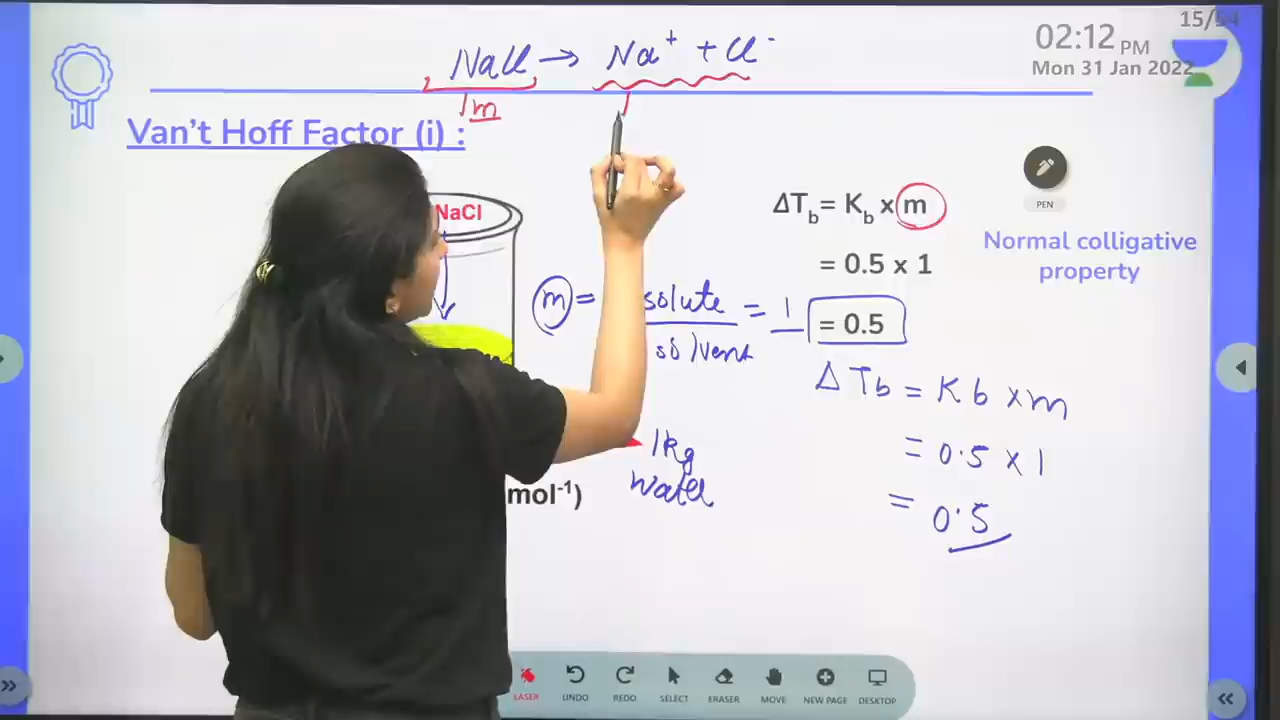 15/54
02:12 PM
Mon 31 Jan 2022
NaCl → Na⁺ + Cl⁻
1m
Van't Hoff Factor (i) :
NaCl
PEN
ΔT_b = K_b x m
= 0.5 x 1
= 0.5
Normal colligative
property
m = solute = 1
solvent
ΔTb = Kb × m
= 0.5 × 1
= 0.5
1kg
water
mol⁻¹)
LASER UNDO REDO SELECT ERASER MOVE NEW PAGE DESKTOP